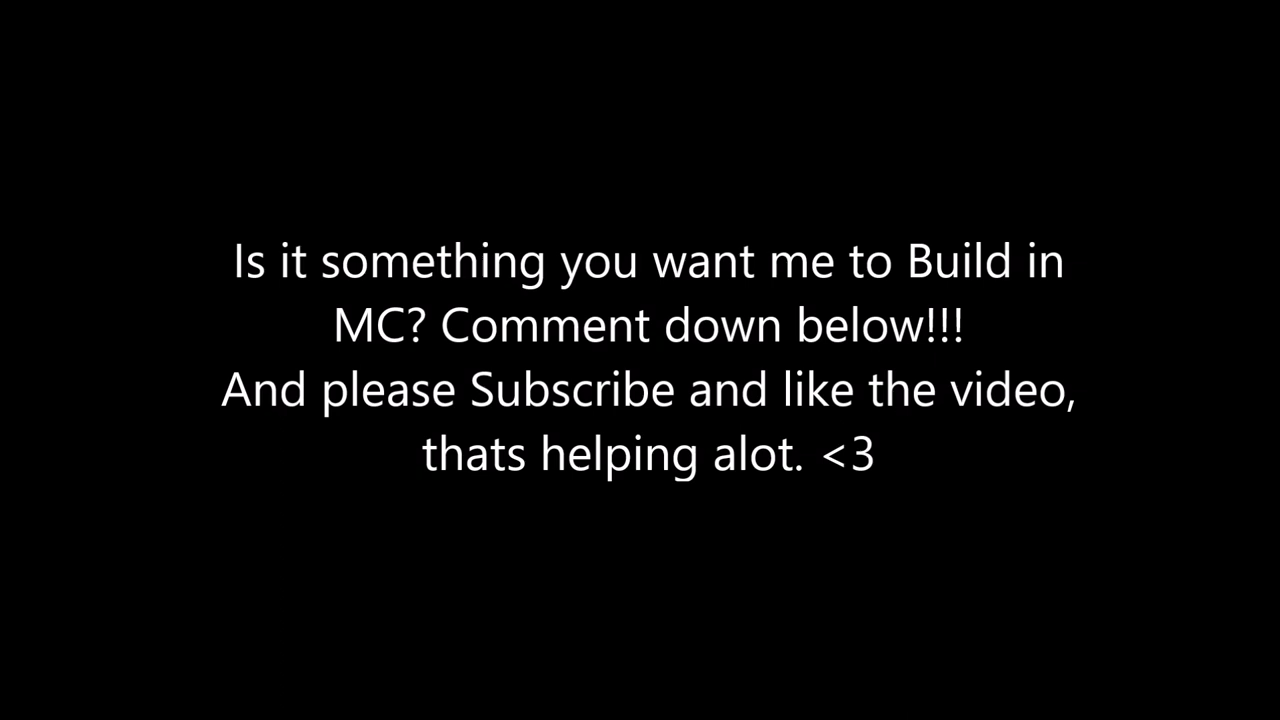 Is it something you want me to Build in
MC? Comment down below!!!
And please Subscribe and like the video,
thats helping alot. <3